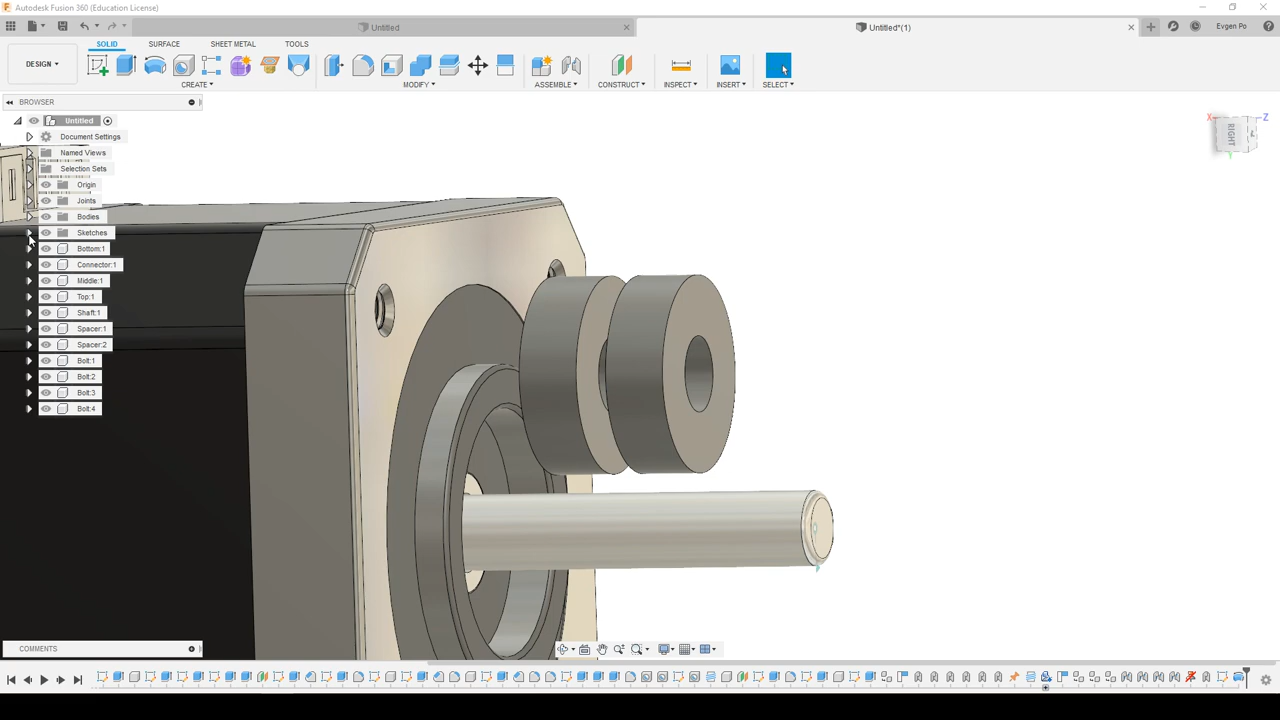 Autodesk Fusion 360 (Education License)
Untitled
Untitled*(1)
Evgen Po
SOLID SURFACE SHEET METAL TOOLS
DESIGN
CREATE MODIFY ASSEMBLE CONSTRUCT INSPECT INSERT SELECT
BROWSER
Untitled
Document Settings
Named Views
Selection Sets
Origin
Joints
Bodies
Sketches
Bottom:1
Connector:1
Middle:1
Top:1
Shaft:1
Spacer:1
Spacer:2
Bolt:1
Bolt:2
Bolt:3
Bolt:4
X Z
RIGHT
Y
COMMENTS